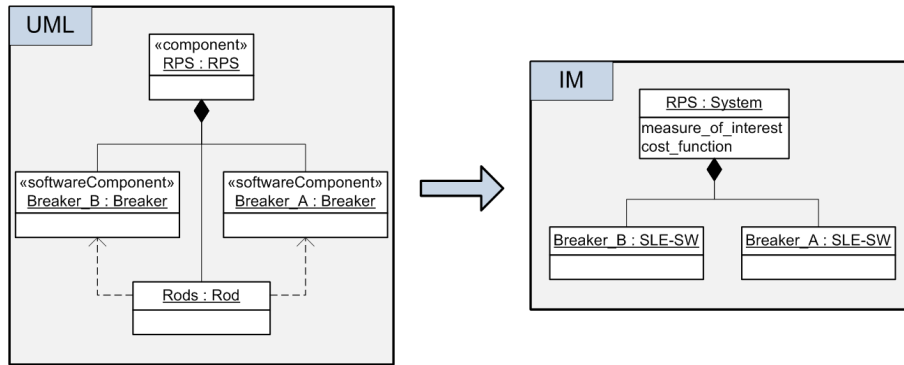 UML
«component»
RPS : RPS
«softwareComponent»
Breaker_B : Breaker
«softwareComponent»
Breaker_A : Breaker
Rods : Rod
IM
RPS : System
measure_of_interest
cost_function
Breaker_B : SLE-SW
Breaker_A : SLE-SW